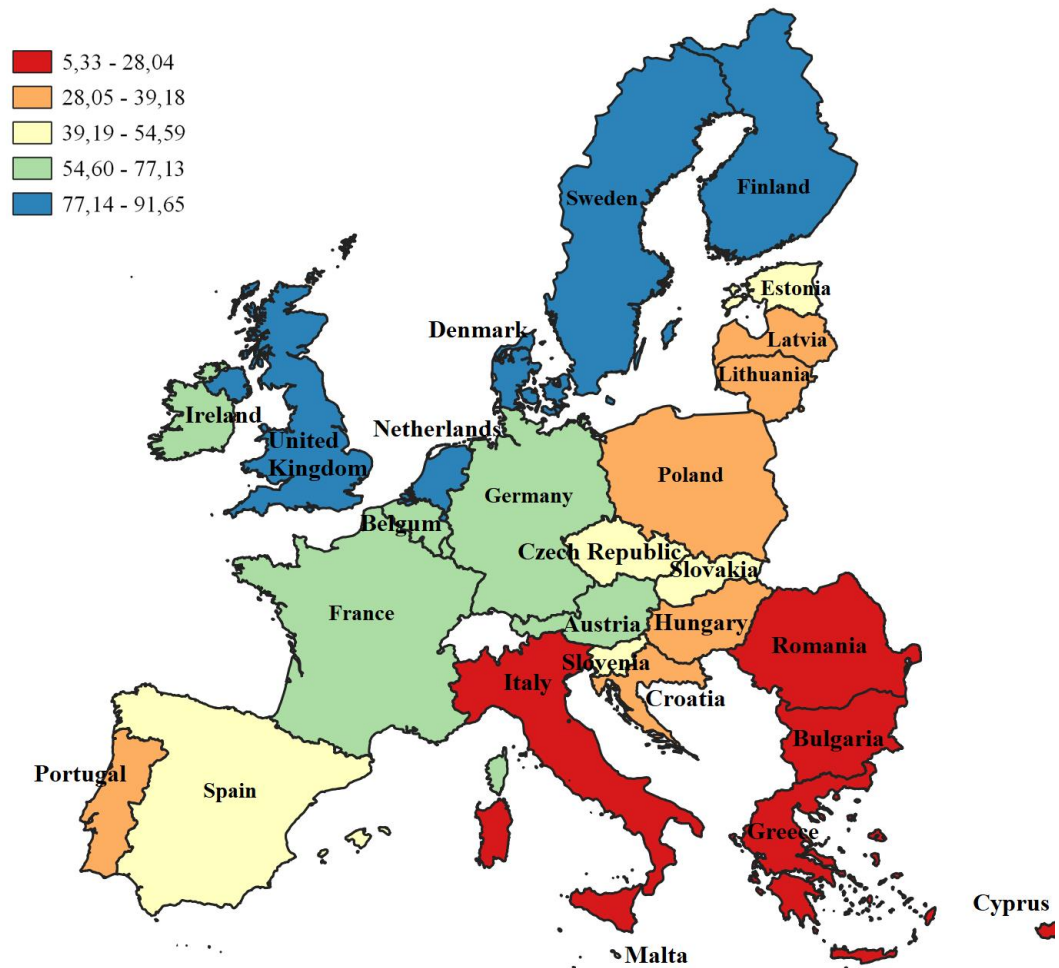 5,33 - 28,04
28,05 - 39,18
39,19 - 54,59
54,60 - 77,13
77,14 - 91,65
Sweden
Finland
Estonia
Denmark
Latvia
Lithuania
Ireland
Netherlands
United
Kingdom
Poland
Germany
Belgum
Czech Republic
Slovakia
France
Austria
Hungary
Romania
Slovenia
Italy
Croatia
Bulgaria
Portugal
Spain
Greece
Cyprus
Malta